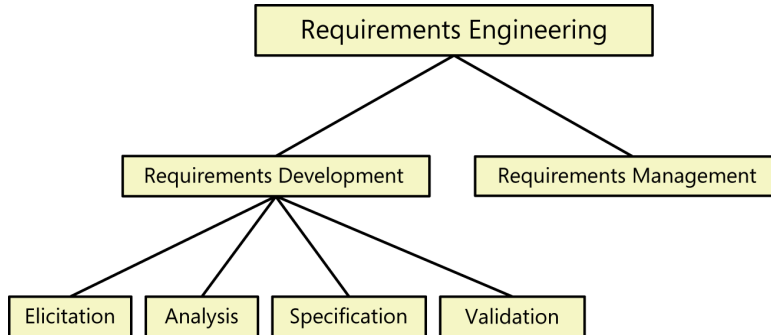 Requirements Engineering
Requirements Development
Requirements Management
Elicitation
Analysis
Specification
Validation